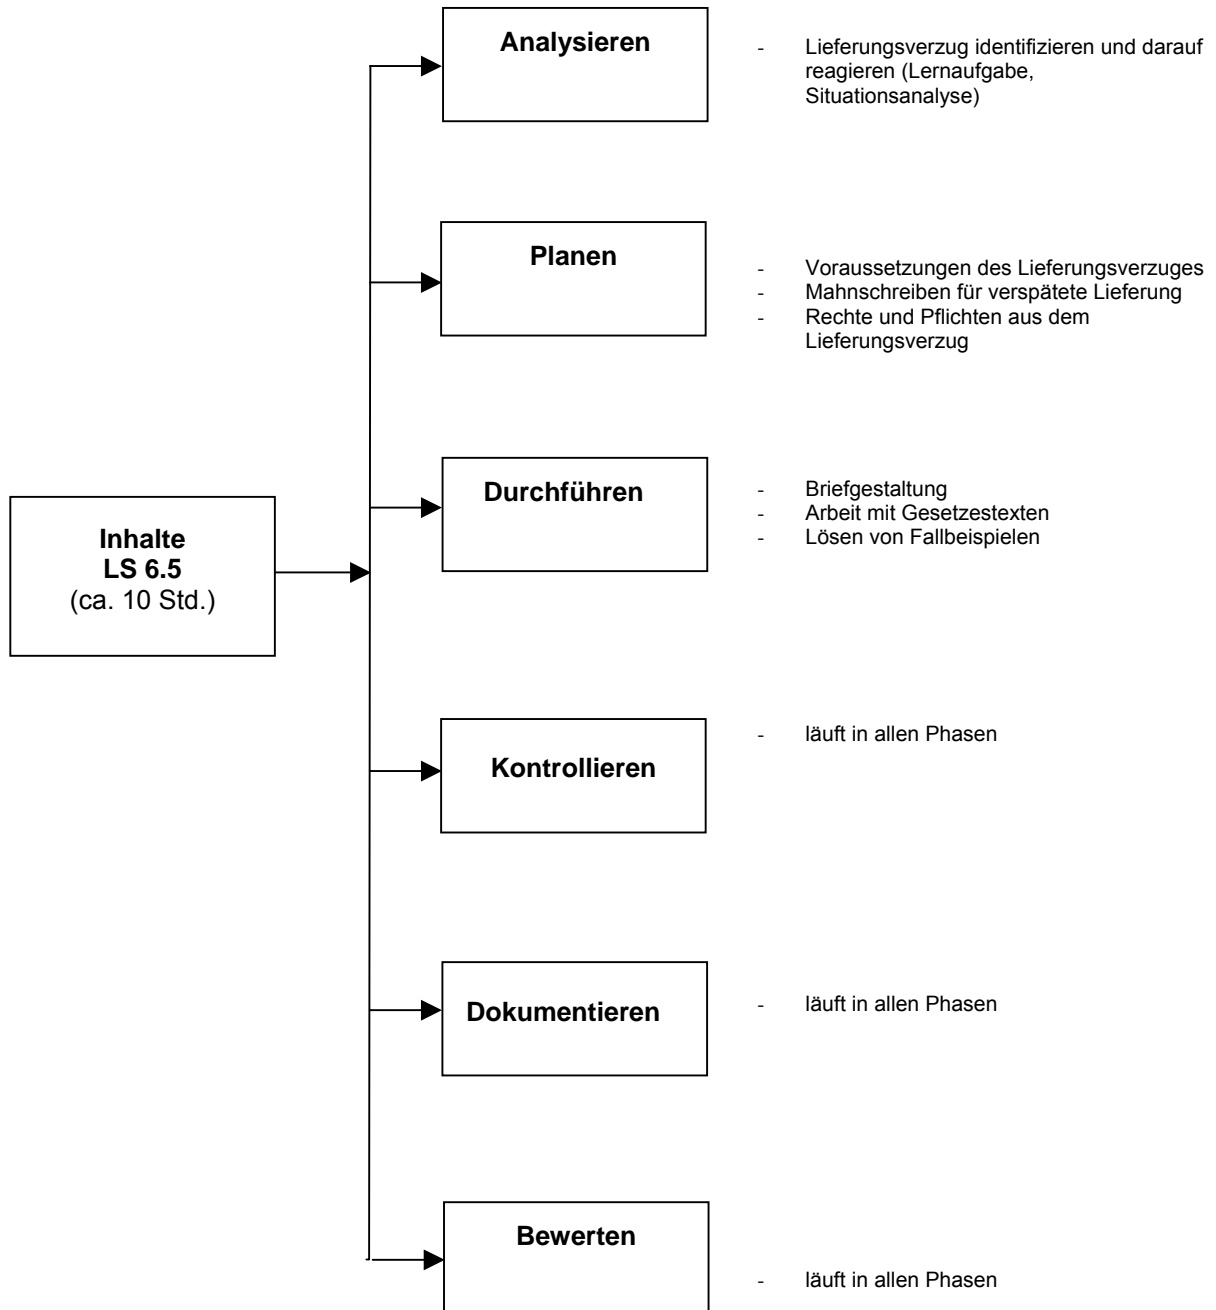 Analysieren
- Lieferungsverzug identifizieren und darauf
reagieren (Lernaufgabe,
Situationsanalyse)
Planen
- Voraussetzungen des Lieferungsverzuges
- Mahnschreiben für verspätete Lieferung
- Rechte und Pflichten aus dem
Lieferungsverzug
Durchführen
- Briefgestaltung
- Arbeit mit Gesetzestexten
- Lösen von Fallbeispielen
Inhalte
LS 6.5
(ca. 10 Std.)
Kontrollieren
- läuft in allen Phasen
Dokumentieren
- läuft in allen Phasen
Bewerten
- läuft in allen Phasen